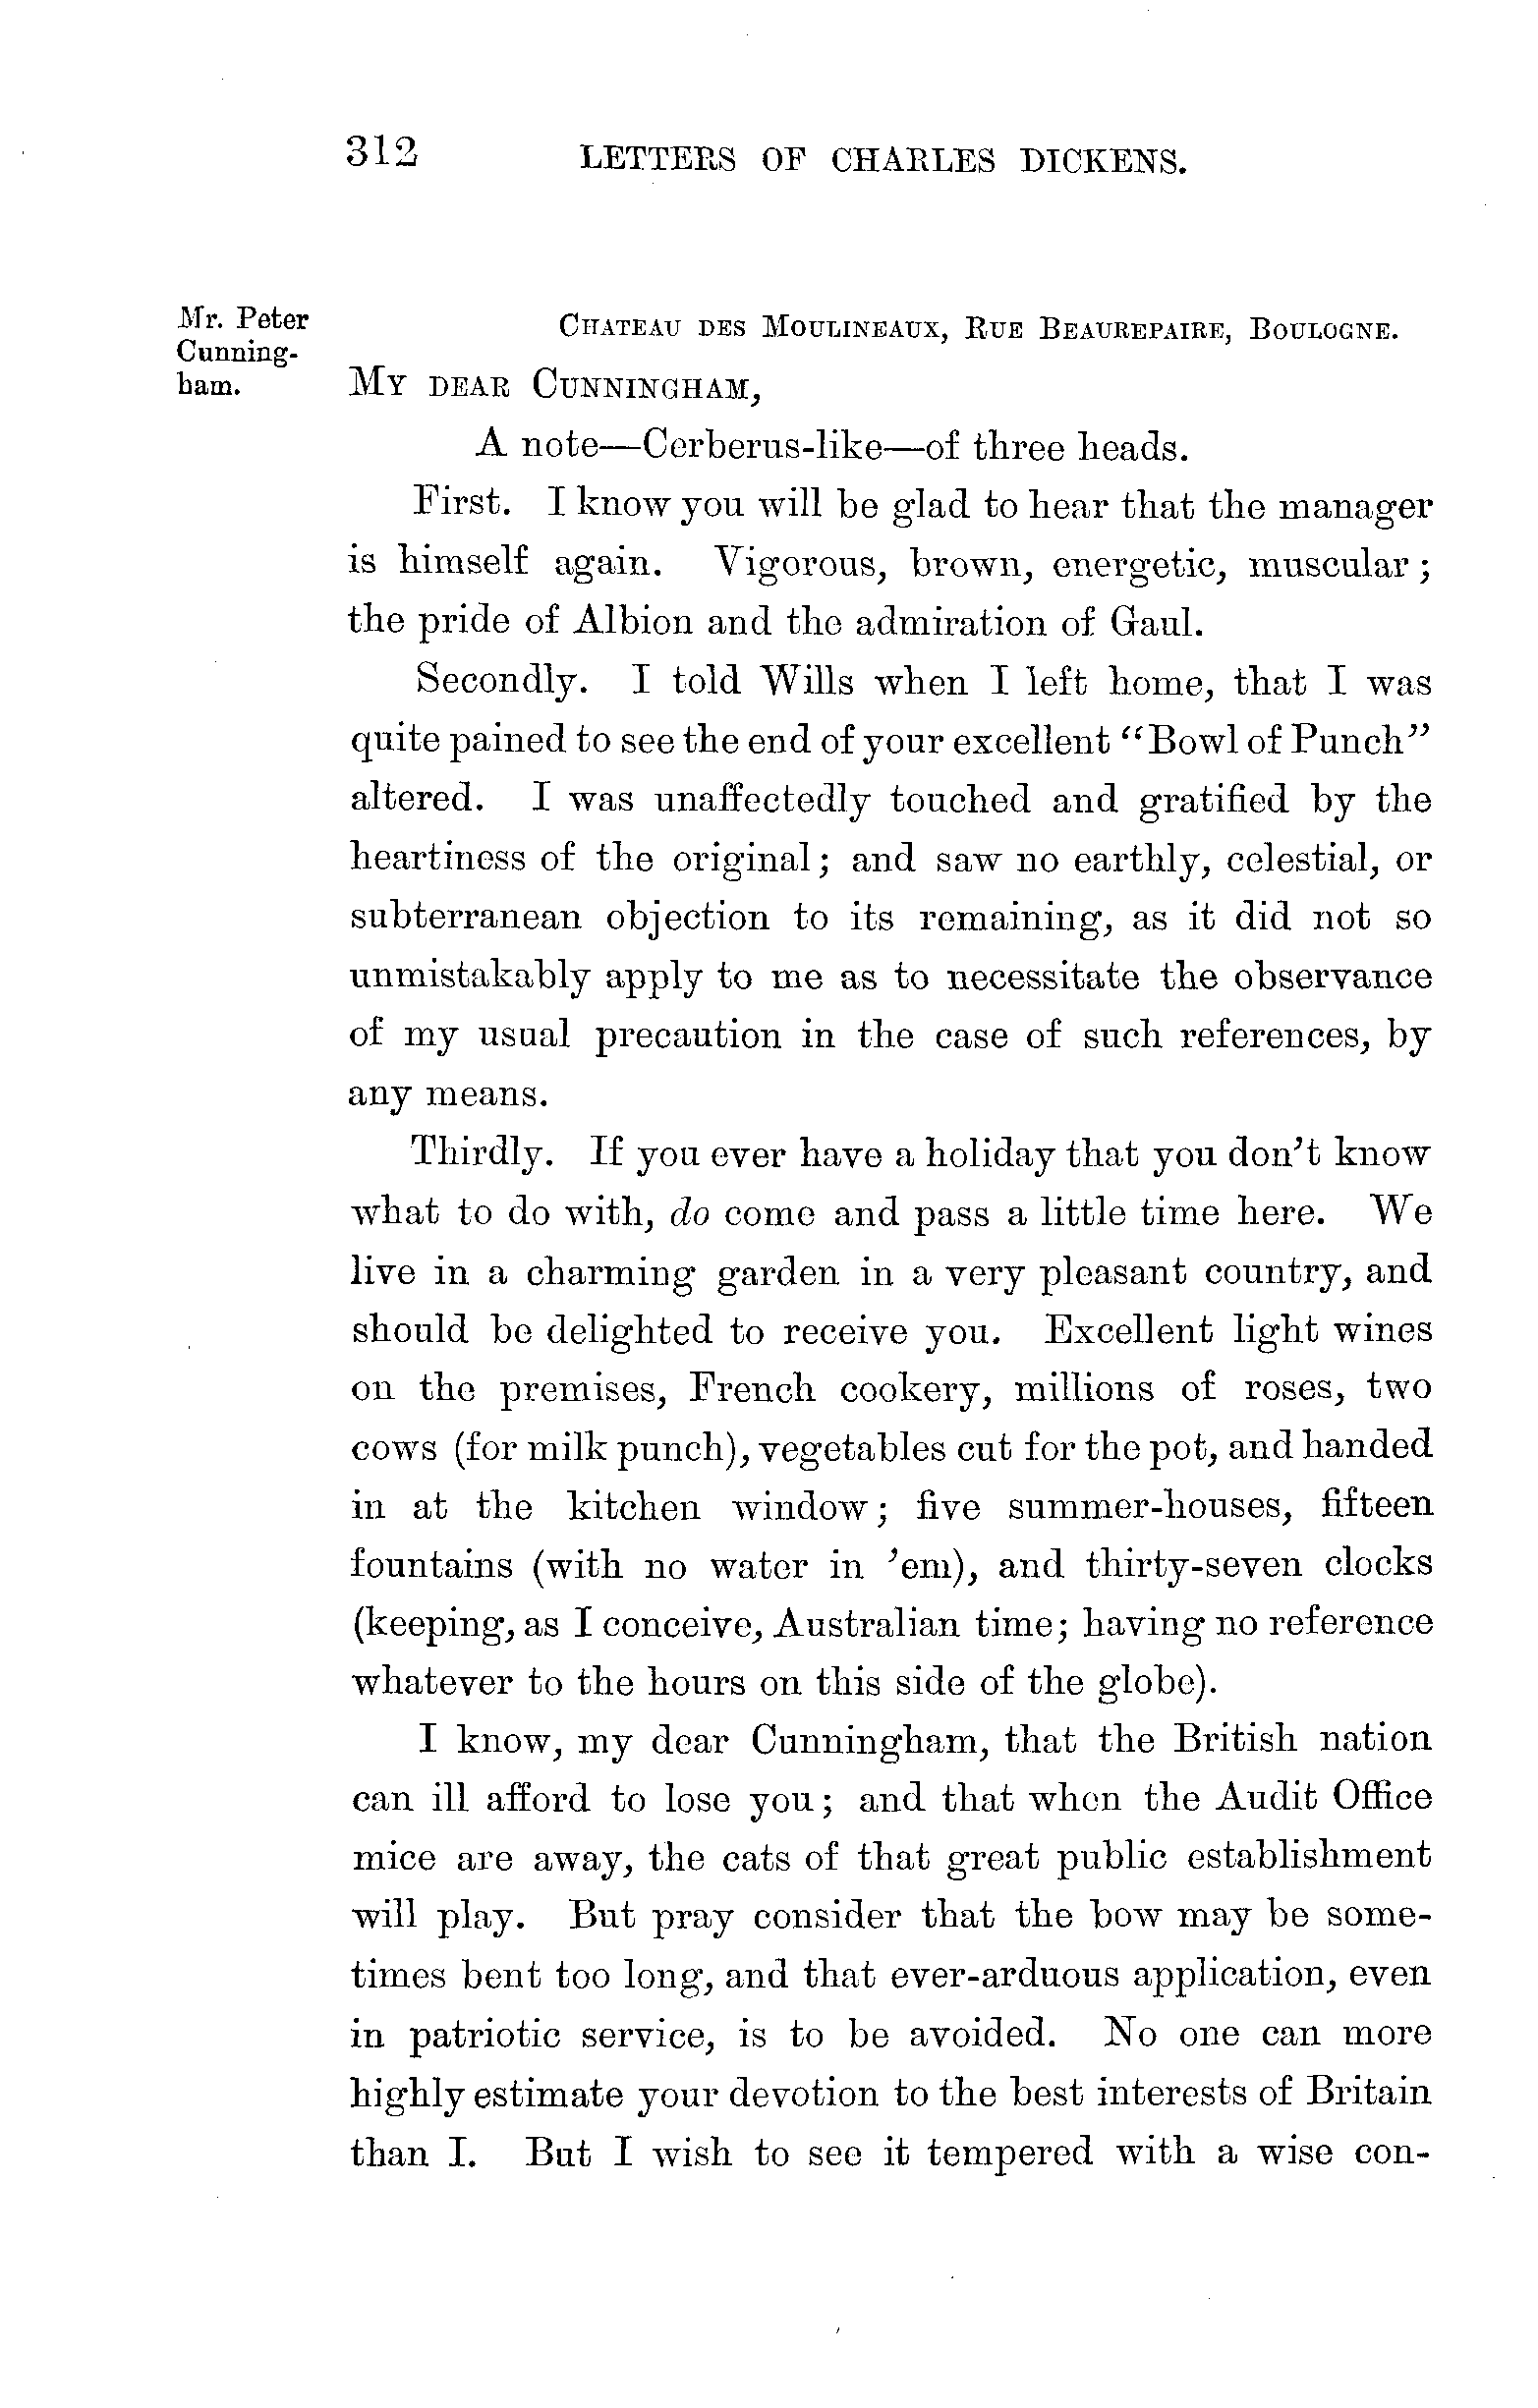 312 LETTERS OF CHARLES DICKENS.
Mr. Peter
Cunning-
ham.
CHATEAU DES MOULINEAUX, RUE BEAUREPAIRE, BOULOGNE.
MY DEAR CUNNINGHAM,
A note—Cerberus-like—of three heads.
First. I know you will be glad to hear that the manager
is himself again. Vigorous, brown, energetic, muscular;
the pride of Albion and the admiration of Gaul.
Secondly. I told Wills when I left home, that I was
quite pained to see the end of your excellent “Bowl of Punch”
altered. I was unaffectedly touched and gratified by the
heartiness of the original; and saw no earthly, celestial, or
subterranean objection to its remaining, as it did not so
unmistakably apply to me as to necessitate the observance
of my usual precaution in the case of such references, by
any means.
Thirdly. If you ever have a holiday that you don’t know
what to do with, do come and pass a little time here. We
live in a charming garden in a very pleasant country, and
should be delighted to receive you. Excellent light wines
on the premises, French cookery, millions of roses, two
cows (for milk punch), vegetables cut for the pot, and handed
in at the kitchen window; five summer-houses, fifteen
fountains (with no water in ’em), and thirty-seven clocks
(keeping, as I conceive, Australian time; having no reference
whatever to the hours on this side of the globe).
I know, my dear Cunningham, that the British nation
can ill afford to lose you; and that when the Audit Office
mice are away, the cats of that great public establishment
will play. But pray consider that the bow may be some-
times bent too long, and that ever-arduous application, even
in patriotic service, is to be avoided. No one can more
highly estimate your devotion to the best interests of Britain
than I. But I wish to see it tempered with a wise con-